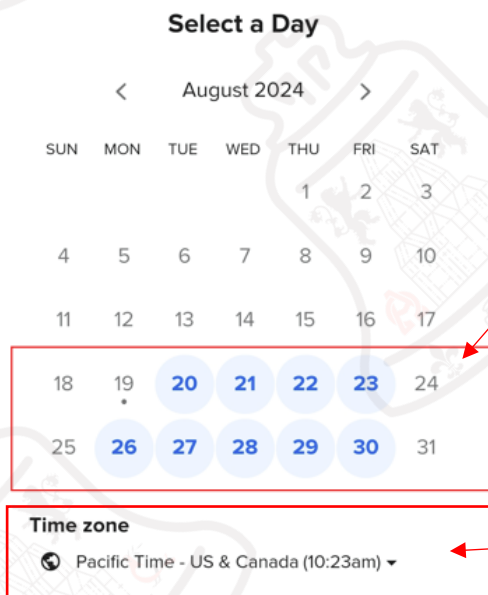 Select a Day
< August 2024 >
SUN MON TUE WED THU FRI SAT
1 2 3
4 5 6 7 8 9 10
11 12 13 14 15 16 17
18 19 20 21 22 23 24
25 26 27 28 29 30 31
Time zone
Pacific Time - US & Canada (10:23am)